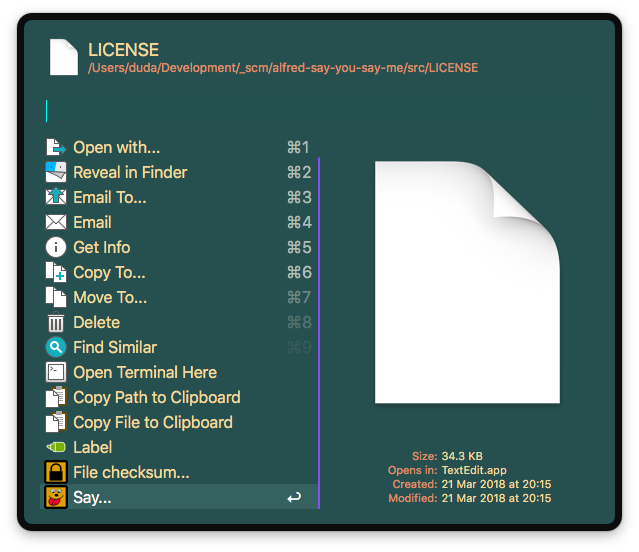 LICENSE
/Users/duda/Development/_scm/alfred-say-you-say-me/src/LICENSE
Open with... ⌘1
Reveal in Finder ⌘2
Email To... ⌘3
Email ⌘4
Get Info ⌘5
Copy To... ⌘6
Move To... ⌘7
Delete ⌘8
Find Similar ⌘9
Open Terminal Here
Copy Path to Clipboard
Copy File to Clipboard
Label
File checksum...
Say... ↩
Size: 34.3 KB
Opens in: TextEdit.app
Created: 21 Mar 2018 at 20:15
Modified: 21 Mar 2018 at 20:15